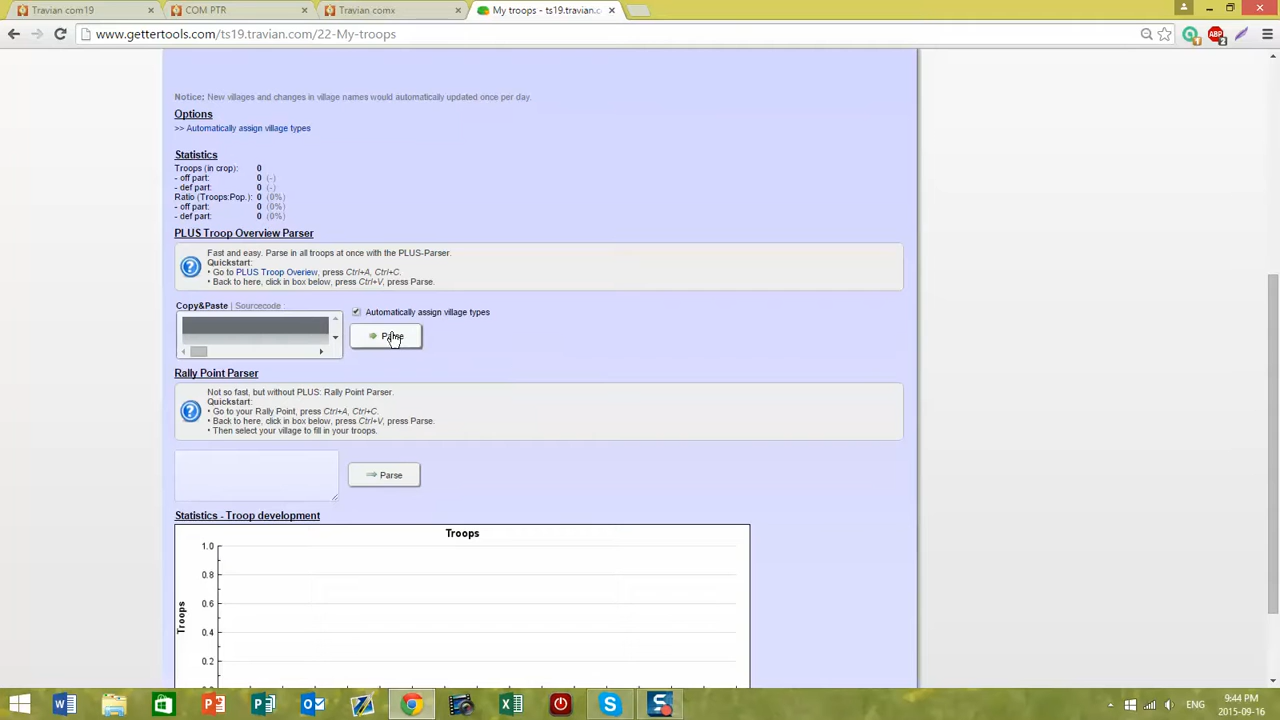 Travian com19
COM PTR
Travian comx
My troops - ts19.travian.c
www.gettertools.com/ts19.travian.com/22-My-troops
Notice: New villages and changes in village names would automatically updated once per day.
Options
>> Automatically assign village types
Statistics
Troops (in crop): 0
- off part: 0 (-)
- def part: 0 (-)
Ratio (Troops:Pop.): 0 (0%)
- off part: 0 (0%)
- def part: 0 (0%)
PLUS Troop Overview Parser
Fast and easy. Parse in all troops at once with the PLUS-Parser.
Quickstart:
• Go to PLUS Troop Overiew, press Ctrl+A, Ctrl+C.
• Back to here, click in box below, press Ctrl+V, press Parse.
Copy&Paste | Sourcecode
Automatically assign village types
Parse
Rally Point Parser
Not so fast, but without PLUS: Rally Point Parser.
Quickstart:
• Go to your Rally Point, press Ctrl+A, Ctrl+C.
• Back to here, click in box below, press Ctrl+V, press Parse.
• Then select your village to fill in your troops.
Parse
Statistics - Troop development
Troops
1.0
0.8
0.6
Troops
0.4
0.2
ENG
9:44 PM
2015-09-16